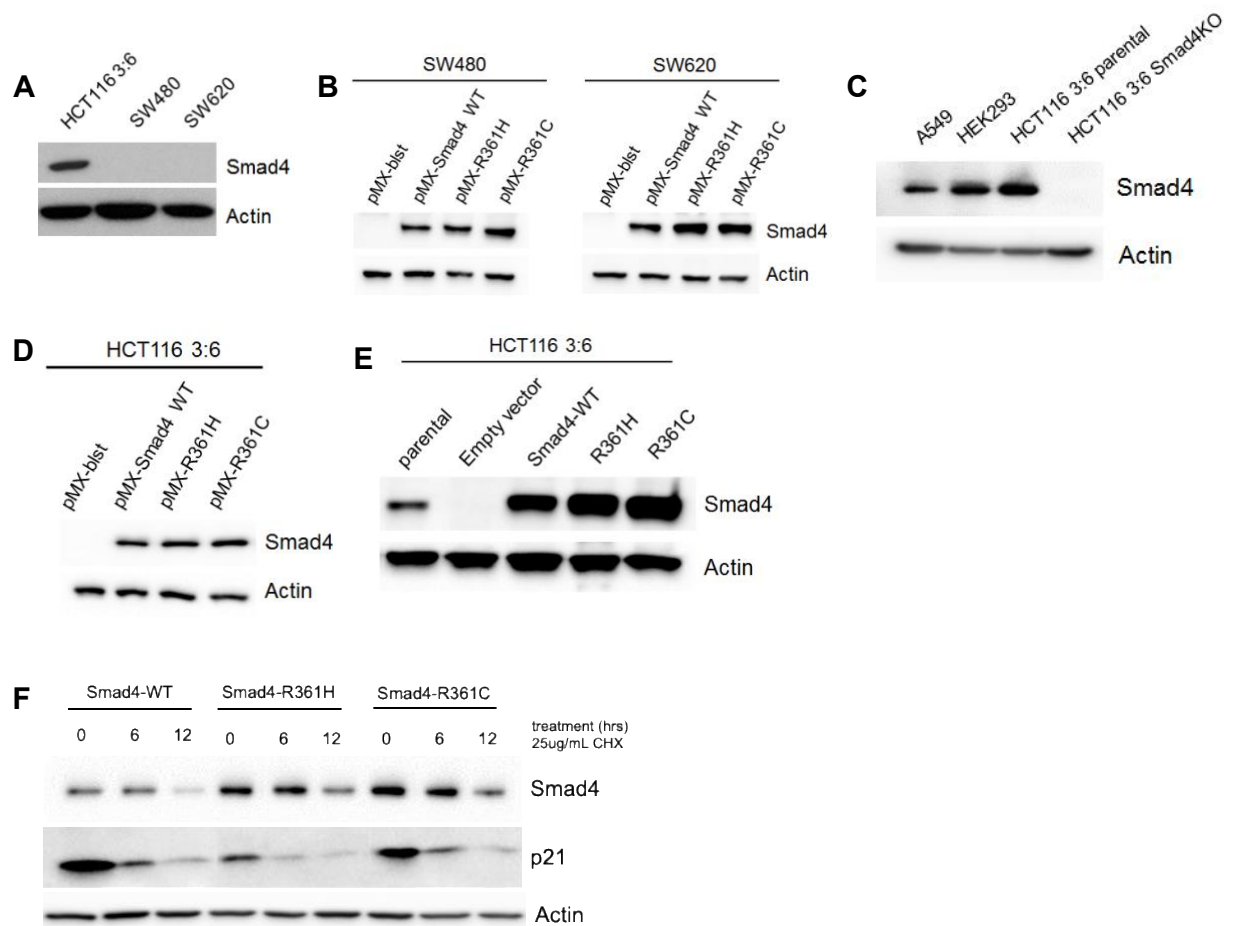 A
HCT116 3:6
SW480
SW620
Smad4
Actin
B
SW480
SW620
pMX-blst
pMX-Smad4 WT
pMX-R361H
pMX-R361C
pMX-blst
pMX-Smad4 WT
pMX-R361H
pMX-R361C
Smad4
Actin
C
A549
HEK293
HCT116 3:6 parental
HCT116 3:6 Smad4KO
Smad4
Actin
D
HCT116 3:6
pMX-blst
pMX-Smad4 WT
pMX-R361H
pMX-R361C
Smad4
Actin
E
HCT116 3:6
parental
Empty vector
Smad4-WT
R361H
R361C
Smad4
Actin
F
Smad4-WT Smad4-R361H Smad4-R361C
0 6 12 0 6 12 0 6 12
treatment (hrs)
25ug/mL CHX
Smad4
p21
Actin